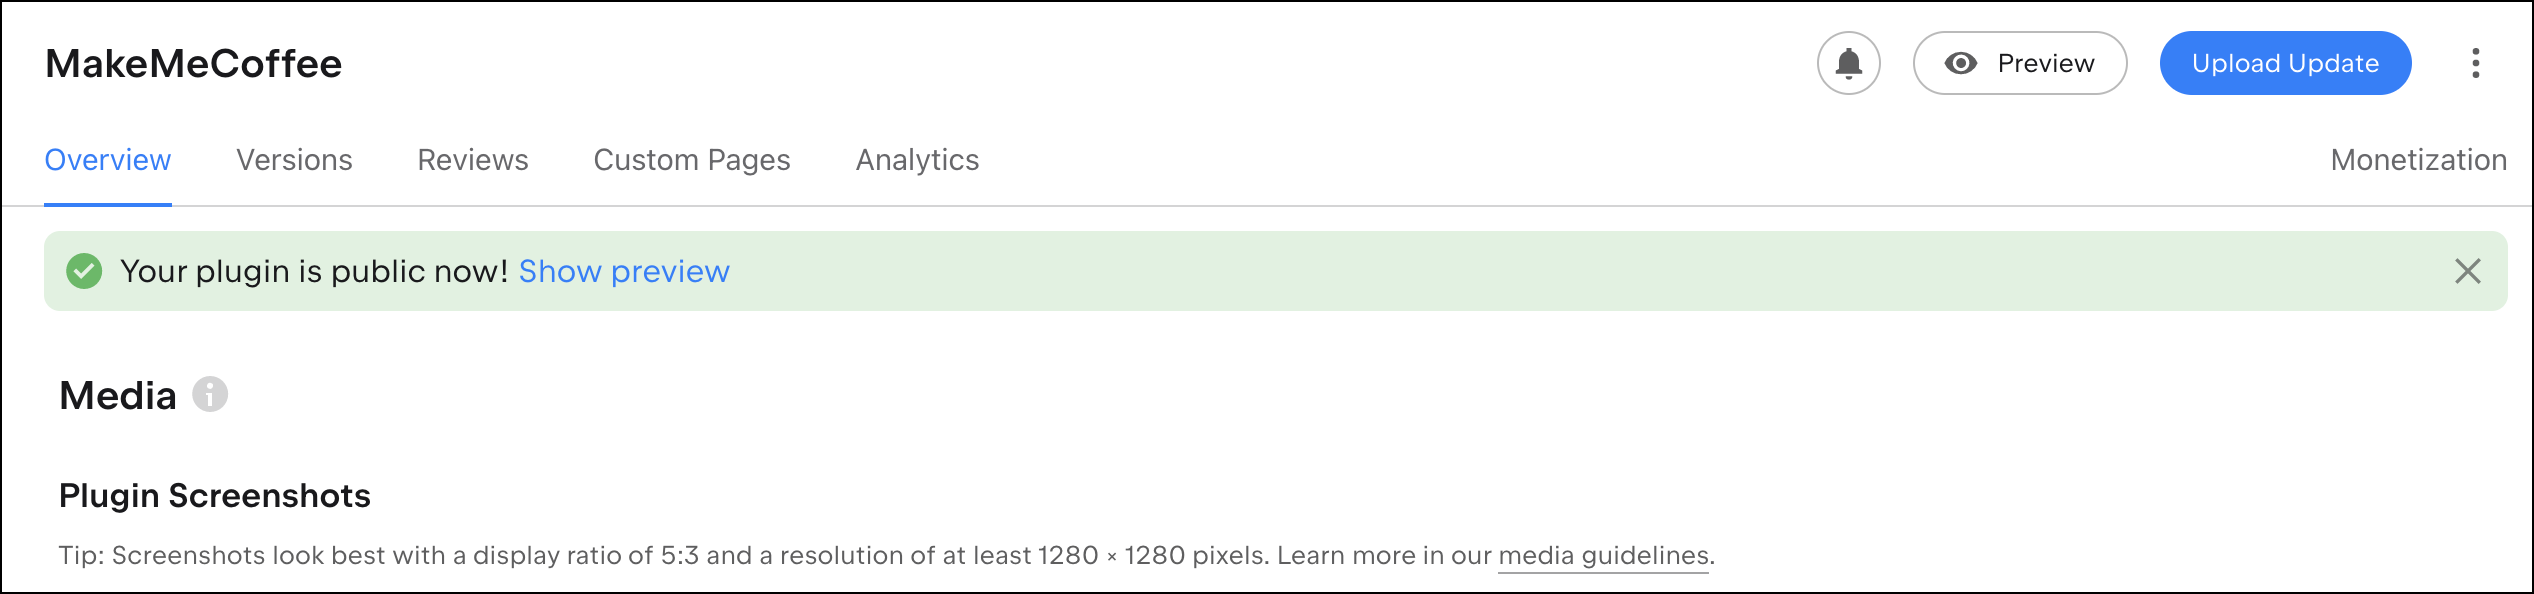 MakeMeCoffee
Preview
Upload Update
Overview
Versions
Reviews
Custom Pages
Analytics
Monetization
Your plugin is public now! Show preview
Media
Plugin Screenshots
Tip: Screenshots look best with a display ratio of 5:3 and a resolution of at least 1280 × 1280 pixels. Learn more in our media guidelines.